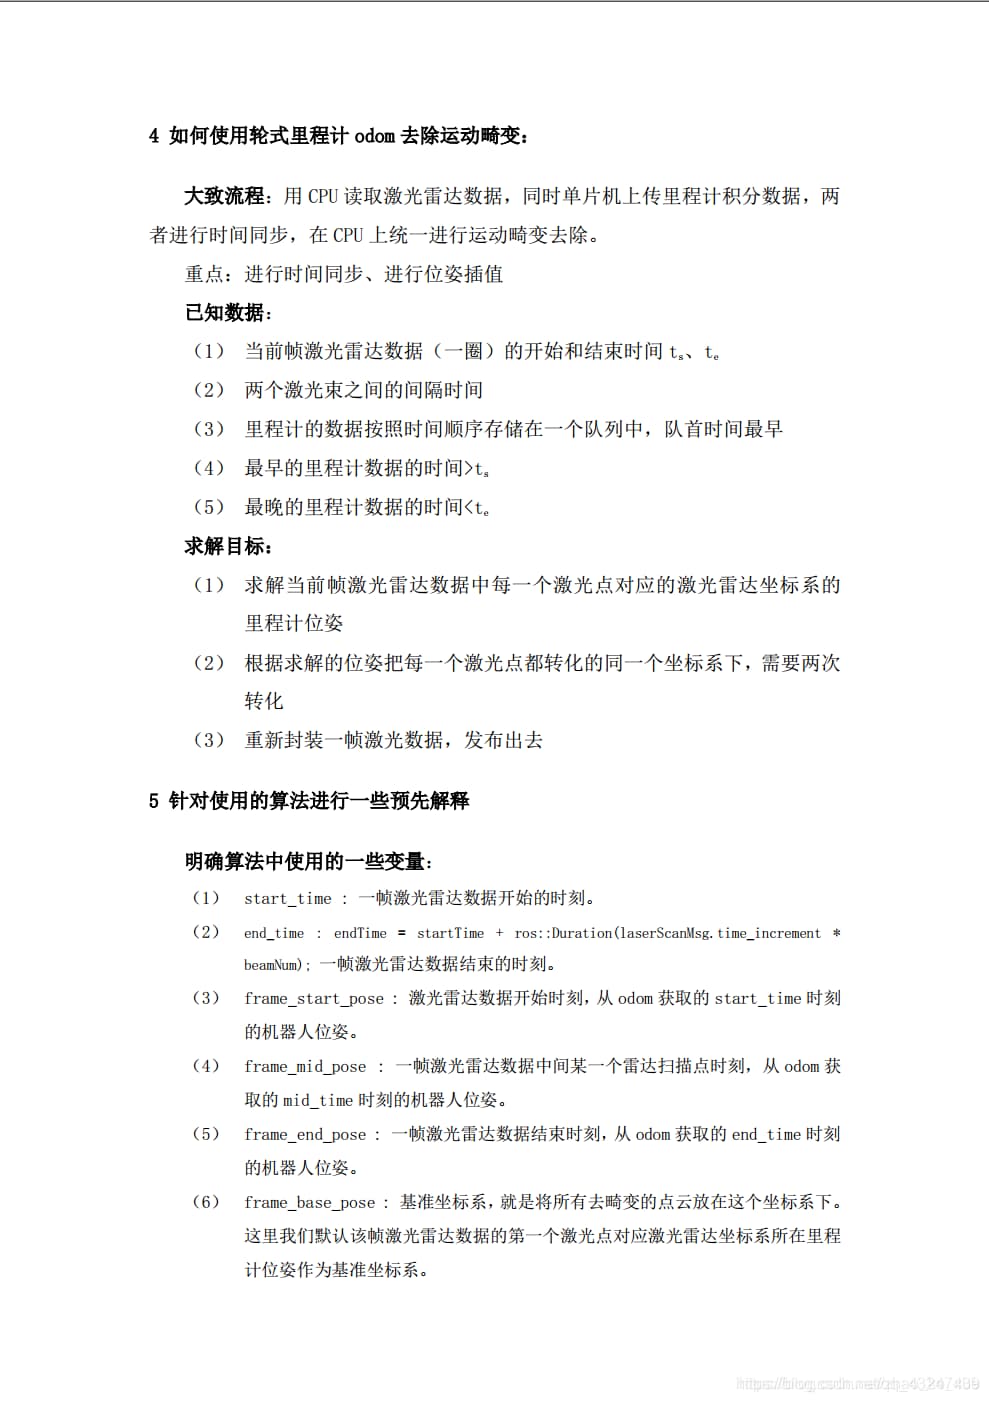 4 如何使用轮式里程计 odom 去除运动畸变：
大致流程：用 CPU 读取激光雷达数据，同时单片机上传里程计积分数据，两
者进行时间同步，在 CPU 上统一进行运动畸变去除。
重点：进行时间同步、进行位姿插值
已知数据：
（1） 当前帧激光雷达数据（一圈）的开始和结束时间 ts、te
（2） 两个激光束之间的间隔时间
（3） 里程计的数据按照时间顺序存储在一个队列中，队首时间最早
（4） 最早的里程计数据的时间>ts
（5） 最晚的里程计数据的时间<te
求解目标：
（1） 求解当前帧激光雷达数据中每一个激光点对应的激光雷达坐标系的
里程计位姿
（2） 根据求解的位姿把每一个激光点都转化的同一个坐标系下，需要两次
转化
（3） 重新封装一帧激光数据，发布出去
5 针对使用的算法进行一些预先解释
明确算法中使用的一些变量：
（1） start_time : 一帧激光雷达数据开始的时刻。
（2） end_time : endTime = startTime + ros::Duration(laserScanMsg.time_increment *
beamNum); 一帧激光雷达数据结束的时刻。
（3） frame_start_pose : 激光雷达数据开始时刻，从 odom 获取的 start_time 时刻
的机器人位姿。
（4） frame_mid_pose : 一帧激光雷达数据中间某一个雷达扫描点时刻，从 odom 获
取的 mid_time 时刻的机器人位姿。
（5） frame_end_pose : 一帧激光雷达数据结束时刻，从 odom 获取的 end_time 时刻
的机器人位姿。
（6） frame_base_pose : 基准坐标系，就是将所有去畸变的点云放在这个坐标系下。
这里我们默认该帧激光雷达数据的第一个激光点对应激光雷达坐标系所在里程
计位姿作为基准坐标系。